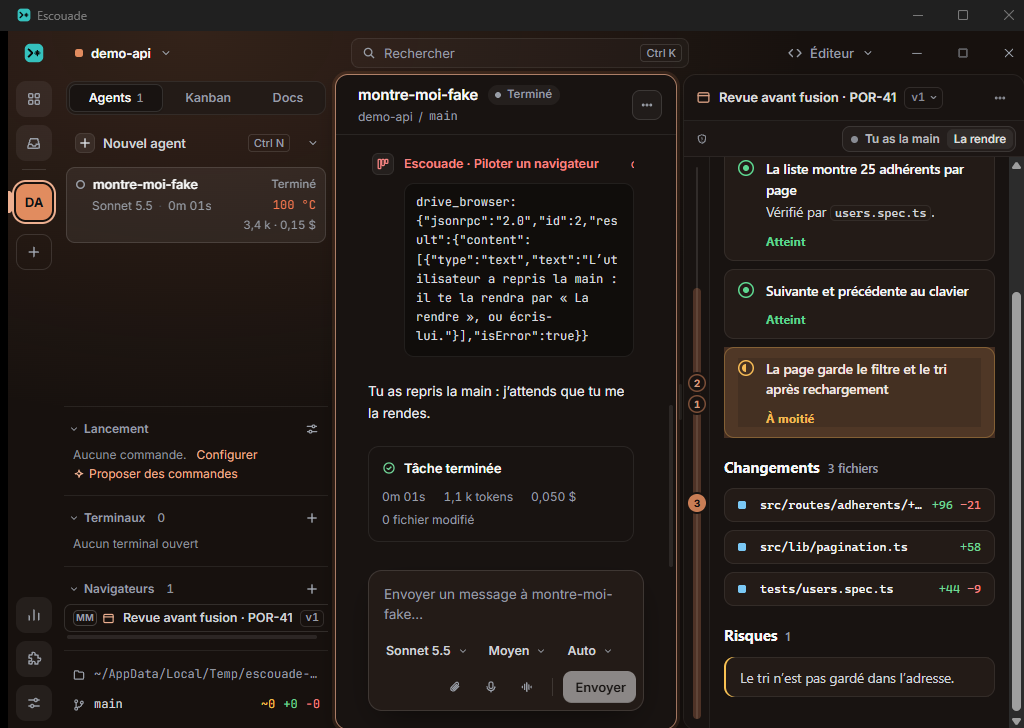 Escouade
demo-api
Rechercher
Ctrl K
Éditeur
Agents 1
Kanban
Docs
Nouvel agent
Ctrl N
montre-moi-fake
Terminé
Sonnet 5.5 · 0m 01s
100 °C
3,4 k · 0,15 $
DA
Lancement
Aucune commande. Configurer
Proposer des commandes
Terminaux 0
Aucun terminal ouvert
Navigateurs 1
MM Revue avant fusion · POR-41 v1
~/AppData/Local/Temp/escouade-…
main
~0 +0 -0
montre-moi-fake
Terminé
demo-api / main
Escouade · Piloter un navigateur
drive_browser:
{"jsonrpc":"2.0","id":2,"res
ult":{"content":
[{"type":"text","text":"L’ut
ilisateur a repris la main :
il te la rendra par « La
rendre », ou écris-
lui."}],"isError":true}}
Tu as repris la main : j’attends que tu me
la rendes.
Tâche terminée
0m 01s 1,1 k tokens 0,050 $
0 fichier modifié
Envoyer un message à montre-moi-
fake...
Sonnet 5.5
Moyen
Auto
Envoyer
Revue avant fusion · POR-41
v1
Tu as la main
La rendre
2
1
3
La liste montre 25 adhérents par
page
Vérifié par users.spec.ts .
Atteint
Suivante et précédente au clavier
Atteint
La page garde le filtre et le tri
après rechargement
À moitié
Changements 3 fichiers
src/routes/adherents/+… +96 −21
src/lib/pagination.ts +58
tests/users.spec.ts +44 −9
Risques 1
Le tri n’est pas gardé dans l’adresse.